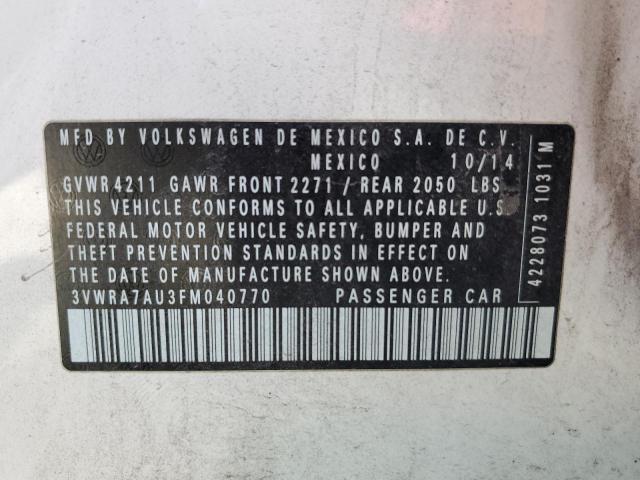 MFD BY VOLKSWAGEN DE MEXICO S.A. DE C.V.
MEXICO 10/14
GVWR 4211 GAWR FRONT 2271 / REAR 2050 LBS
THIS VEHICLE CONFORMS TO ALL APPLICABLE U.S.
FEDERAL MOTOR VEHICLE SAFETY, BUMPER AND
THEFT PREVENTION STANDARDS IN EFFECT ON
THE DATE OF MANUFACTURE SHOWN ABOVE.
3VWRA7AU3FM040770 PASSENGER CAR
4228073 1031 M